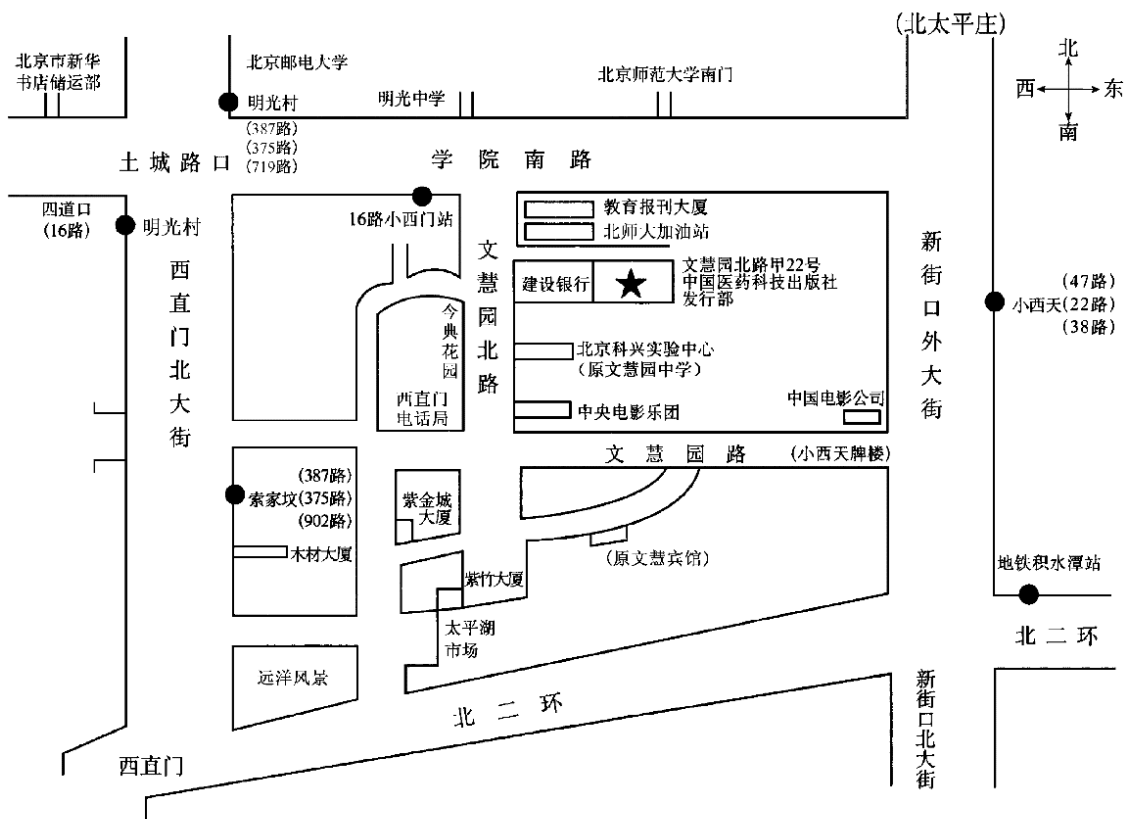 (北太平庄)
北京市新华
书店储运部
北京邮电大学
北京师范大学南门
明光中学
北
西 东
南
明光村
(387路)
(375路)
(719路)
土城路口
学院南路
四道口
(16路)
明光村
16路小西门站
教育报刊大厦
北师大加油站
文慧园北路
建设银行
文慧园北路甲22号
中国医药科技出版社
发行部
西直门北大街
新街口外大街
(47路)
小西天(22路)
(38路)
今典花园
北京科兴实验中心
(原文慧园中学)
西直门
电话局
中央电影乐团
中国电影公司
文慧园路
(小西天牌楼)
(387路)
索家坟(375路)
(902路)
紫金城
大厦
木材大厦
(原文慧宾馆)
地铁积水潭站
紫竹大厦
太平湖
市场
北二环
远洋风景
北二环
新街口北大街
西直门